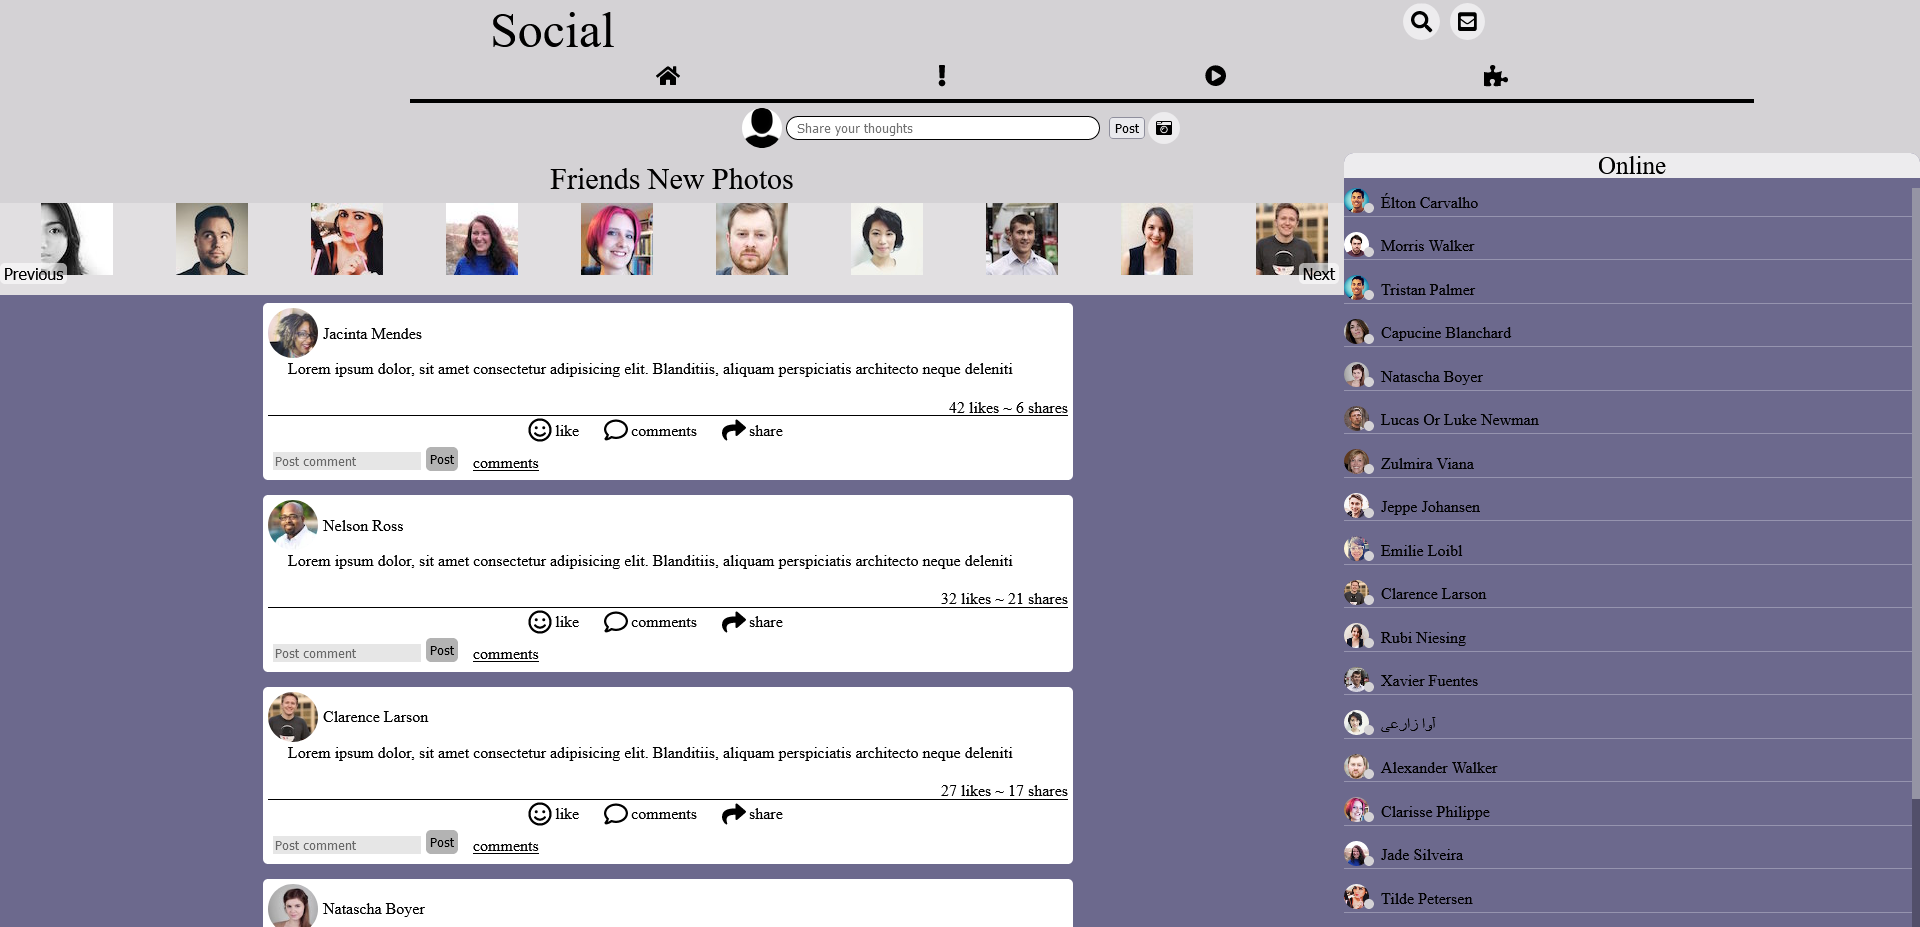 Social
Share your thoughts
Post
Friends New Photos
Previous
Next
Jacinta Mendes
Lorem ipsum dolor, sit amet consectetur adipisicing elit. Blanditiis, aliquam perspiciatis architecto neque deleniti
42 likes ~ 6 shares
like comments share
Post comment Post comments
Nelson Ross
Lorem ipsum dolor, sit amet consectetur adipisicing elit. Blanditiis, aliquam perspiciatis architecto neque deleniti
32 likes ~ 21 shares
like comments share
Post comment Post comments
Clarence Larson
Lorem ipsum dolor, sit amet consectetur adipisicing elit. Blanditiis, aliquam perspiciatis architecto neque deleniti
27 likes ~ 17 shares
like comments share
Post comment Post comments
Natascha Boyer
Online
Élton Carvalho
Morris Walker
Tristan Palmer
Capucine Blanchard
Natascha Boyer
Lucas Or Luke Newman
Zulmira Viana
Jeppe Johansen
Emilie Loibl
Clarence Larson
Rubi Niesing
Xavier Fuentes
آوا زارعی
Alexander Walker
Clarisse Philippe
Jade Silveira
Tilde Petersen